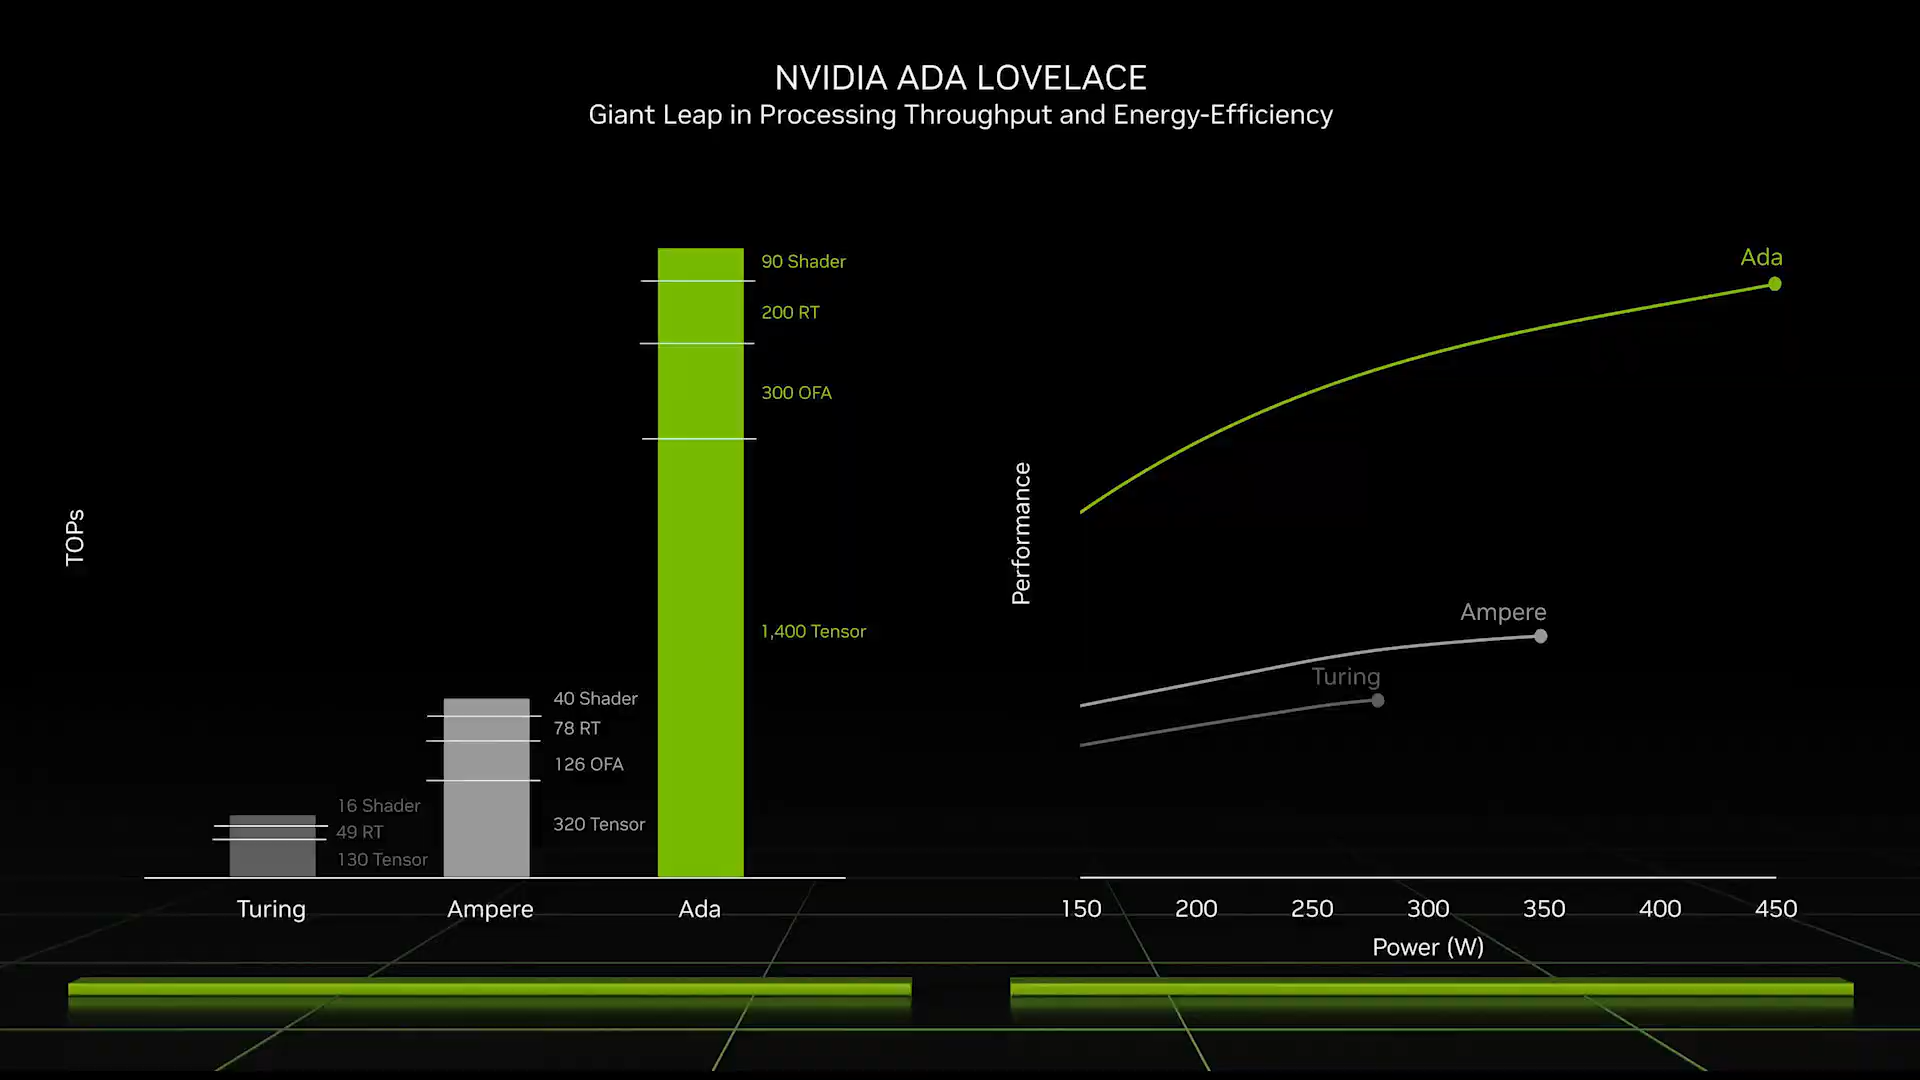 NVIDIA ADA LOVELACE
Giant Leap in Processing Throughput and Energy-Efficiency
TOPs
16 Shader
49 RT
130 Tensor
40 Shader
78 RT
126 OFA
320 Tensor
90 Shader
200 RT
300 OFA
1,400 Tensor
Turing
Ampere
Ada
Performance
Ada
Ampere
Turing
150 200 250 300 350 400 450
Power (W)